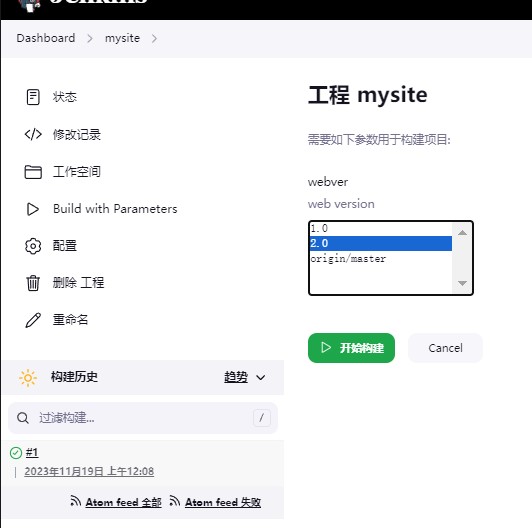 Jenkins
Dashboard
mysite
状态
修改记录
工作空间
Build with Parameters
配置
删除 工程
重命名
构建历史
趋势
过滤构建...
/
#1
2023年11月19日 上午12:08
Atom feed 全部
Atom feed 失败
工程 mysite
需要如下参数用于构建项目:
webver
web version
1.0
2.0
origin/master
开始构建
Cancel